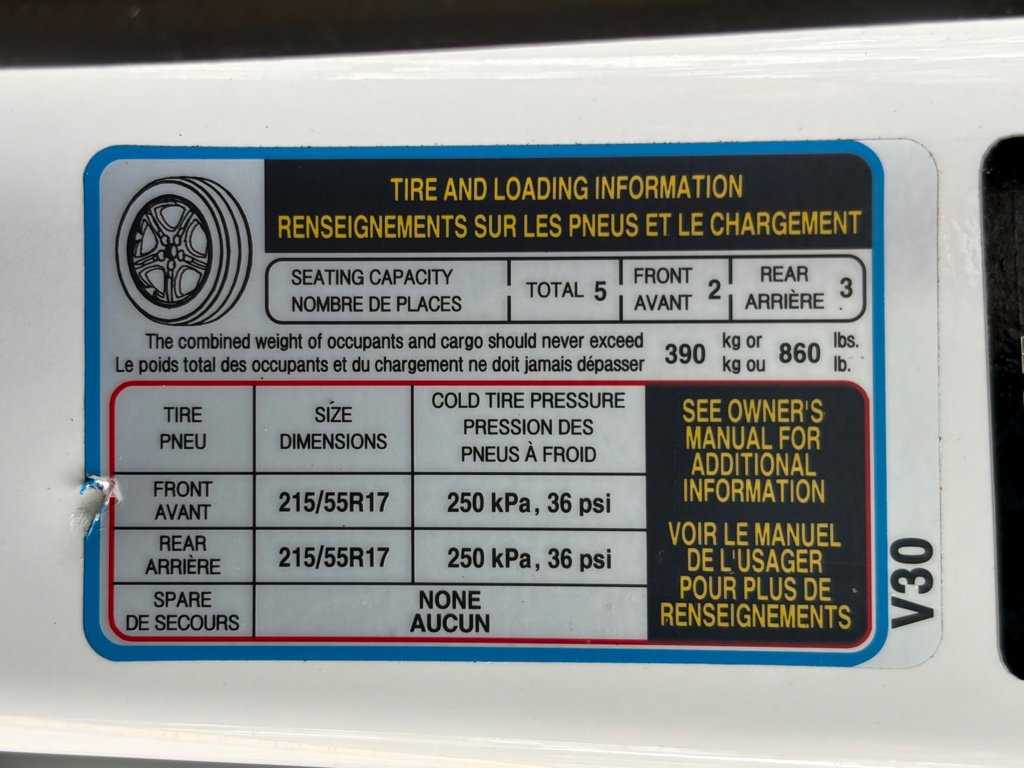 TIRE AND LOADING INFORMATION
RENSEIGNEMENTS SUR LES PNEUS ET LE CHARGEMENT
SEATING CAPACITY
NOMBRE DE PLACES
TOTAL 5
FRONT
AVANT
2
REAR
ARRIÈRE
3
The combined weight of occupants and cargo should never exceed
Le poids total des occupants et du chargement ne doit jamais dépasser
390
kg or
kg ou
860
lbs.
lb.
TIRE
PNEU
SIZE
DIMENSIONS
COLD TIRE PRESSURE
PRESSION DES
PNEUS À FROID
FRONT
AVANT
215/55R17
250 kPa, 36 psi
REAR
ARRIÈRE
215/55R17
250 kPa, 36 psi
SPARE
DE SECOURS
NONE
AUCUN
SEE OWNER'S
MANUAL FOR
ADDITIONAL
INFORMATION
VOIR LE MANUEL
DE L'USAGER
POUR PLUS DE
RENSEIGNEMENTS
V30